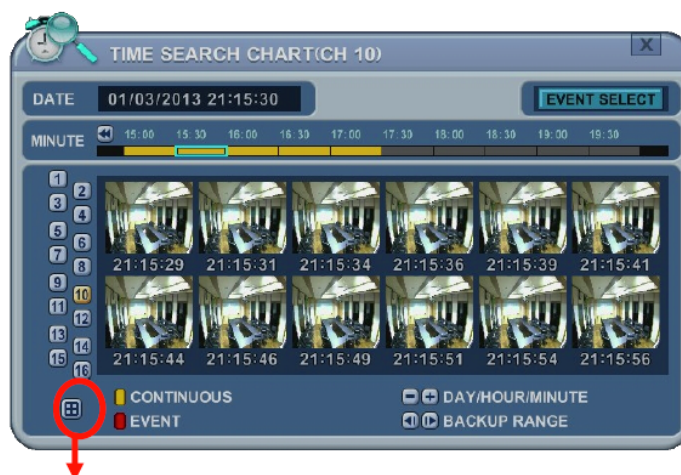 TIME SEARCH CHART(CH 10)
X
DATE 01/03/2013 21:15:30 EVENT SELECT
MINUTE 15:00 15:30 16:00 16:30 17:00 17:30 18:00 18:30 19:00 19:30
1
2
3
4
5
6
7
8
9
10
11
12
13
14
15
16
21:15:29 21:15:31 21:15:34 21:15:36 21:15:39 21:15:41
21:15:44 21:15:46 21:15:49 21:15:51 21:15:54 21:15:56
CONTINUOUS DAY/HOUR/MINUTE
EVENT BACKUP RANGE